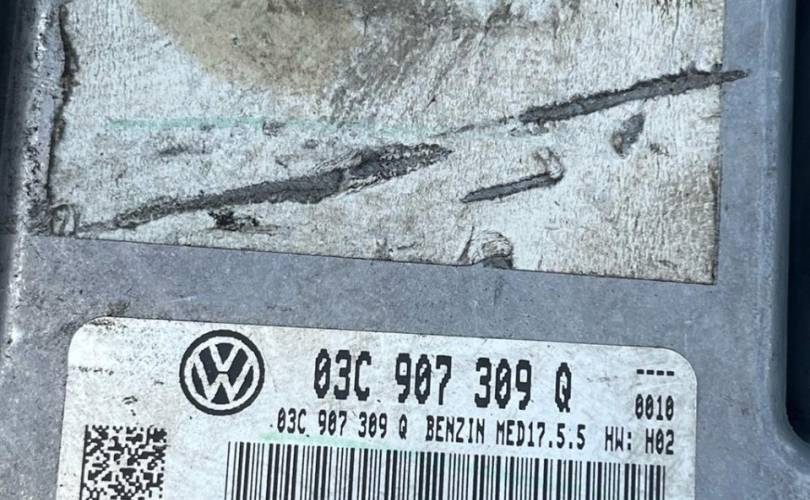 03C 907 309 Q ----
0010
03C 907 309 Q BENZIN MED17.5.5 HW: H02